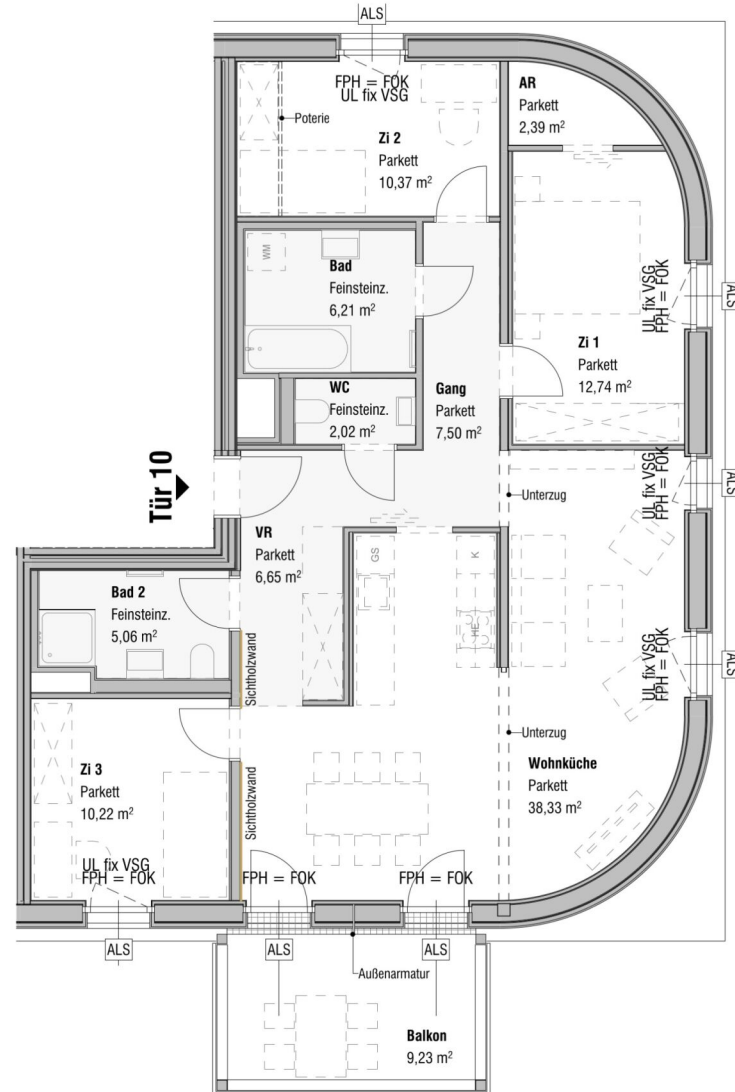 ALS
FPH = FOK
UL fix VSG
Poterie
Zi 2
Parkett
10,37 m²
AR
Parkett
2,39 m²
WM
Bad
Feinsteinz.
6,21 m²
UL fix VSG
FPH = FOK
ALS
Zi 1
Parkett
12,74 m²
WC
Feinsteinz.
2,02 m²
Gang
Parkett
7,50 m²
Tür 10
UL fix VSG
FPH = FOK
ALS
Unterzug
VR
Parkett
6,65 m²
GS
K
HE
Bad 2
Feinsteinz.
5,06 m²
Sichtholzwand
UL fix VSG
FPH = FOK
ALS
Unterzug
Wohnküche
Parkett
38,33 m²
Zi 3
Parkett
10,22 m²
Sichtholzwand
UL fix VSG
FPH = FOK
FPH = FOK
FPH = FOK
ALS
ALS
ALS
Außenarmatur
Balkon
9,23 m²